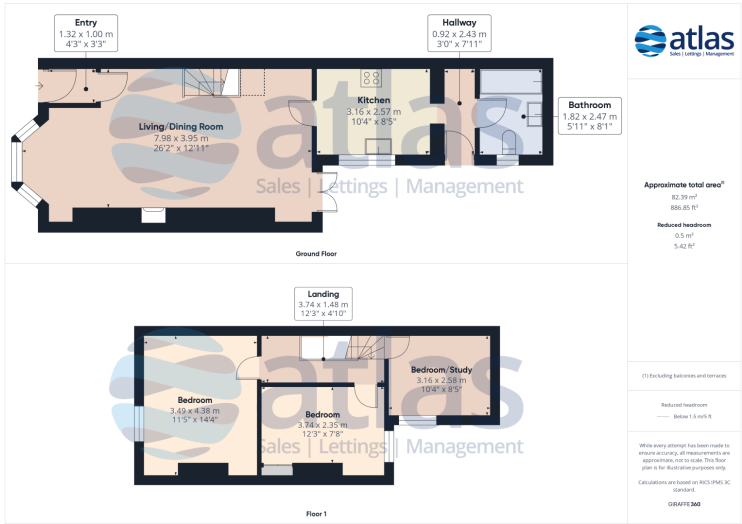 Entry
1.32 x 1.00 m
4'3" x 3'3"
Hallway
0.92 x 2.43 m
3'0" x 7'11"
Kitchen
3.16 x 2.57 m
10'4" x 8'5"
Bathroom
1.82 x 2.47 m
5'11" x 8'1"
Living/Dining Room
7.98 x 3.95 m
26'2" x 12'11"
atlas
Sales | Lettings | Management
Ground Floor
Landing
3.74 x 1.48 m
12'3" x 4'10"
Bedroom/Study
3.16 x 2.58 m
10'4" x 8'5"
Bedroom
3.49 x 4.38 m
11'5" x 14'4"
Bedroom
3.74 x 2.35 m
12'3" x 7'8"
atlas
Sales | Lettings | Management
Floor 1
atlas
Sales | Lettings | Management
Approximate total area(1)
82.39 m²
886.85 ft²
Reduced headroom
0.5 m²
5.42 ft²
(1) Excluding balconies and terraces
Reduced headroom
Below 1.5 m/5 ft
While every attempt has been made to
ensure accuracy, all measurements are
approximate, not to scale. This floor
plan is for illustrative purposes only.
Calculations are based on RICS IPMS 3C
standard.
GIRAFFE360